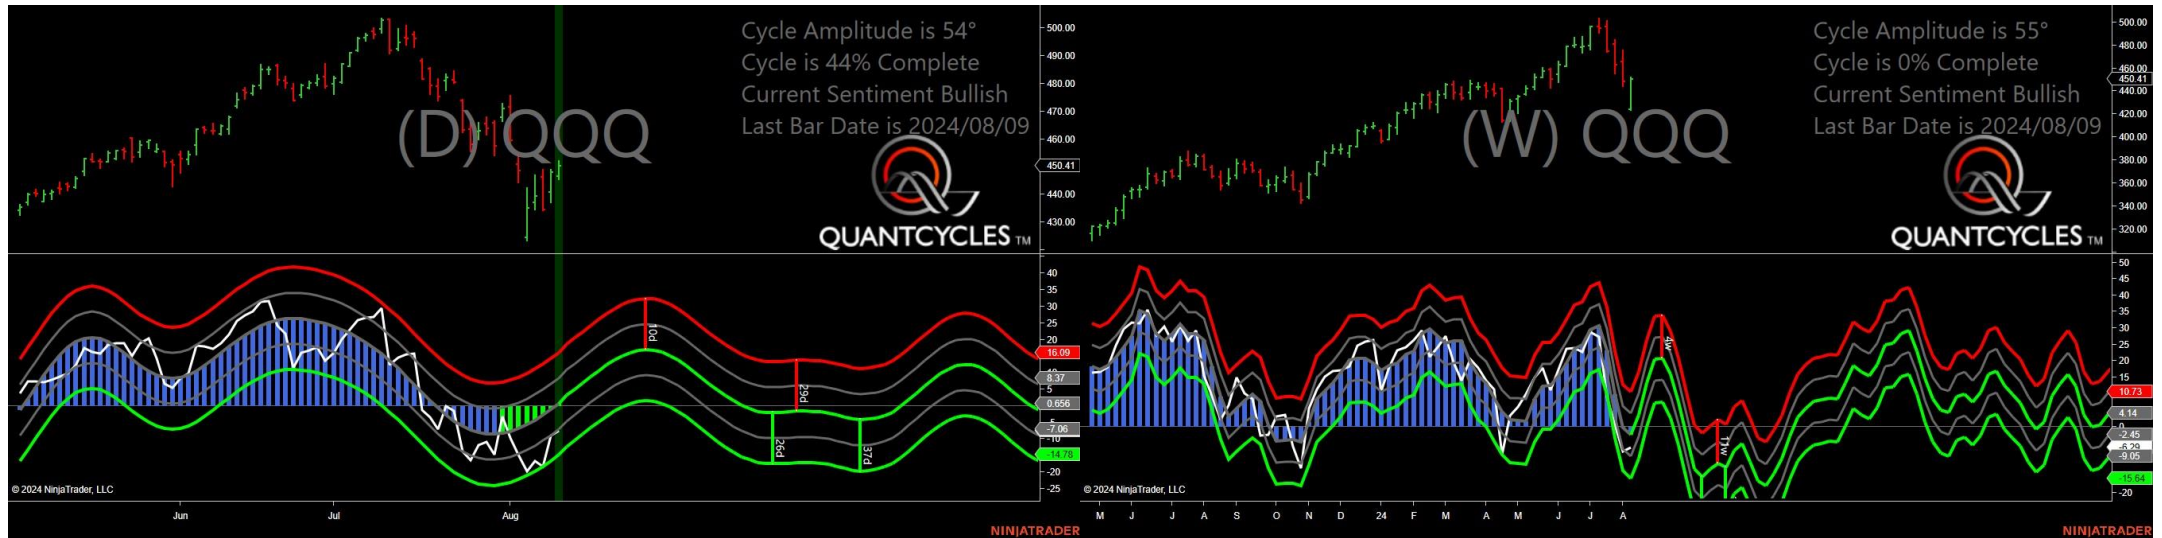 Cycle Amplitude is 54°
Cycle is 44% Complete
Current Sentiment Bullish
Last Bar Date is 2024/08/09
(D) QQQ
QUANTCYCLES TM
500.00
490.00
480.00
470.00
460.00
450.41
440.00
430.00
40
35
30
25
20
16.09
8.37
5
0.656
-7.06
-10
-14.78
-20
-25
10d
29d
26d
37d
© 2024 NinjaTrader, LLC
Jun Jul Aug
NINJATRADER
Cycle Amplitude is 55°
Cycle is 0% Complete
Current Sentiment Bullish
Last Bar Date is 2024/08/09
(W) QQQ
QUANTCYCLES TM
500.00
480.00
460.00
450.41
440.00
420.00
400.00
380.00
360.00
340.00
320.00
50
45
40
35
30
25
20
15
10.73
4.14
0
-2.45
-6.29
-9.05
-15.64
-20
4w
11w
© 2024 NinjaTrader, LLC
M J J A S O N D 24 F M A M J J A
NINJATRADER